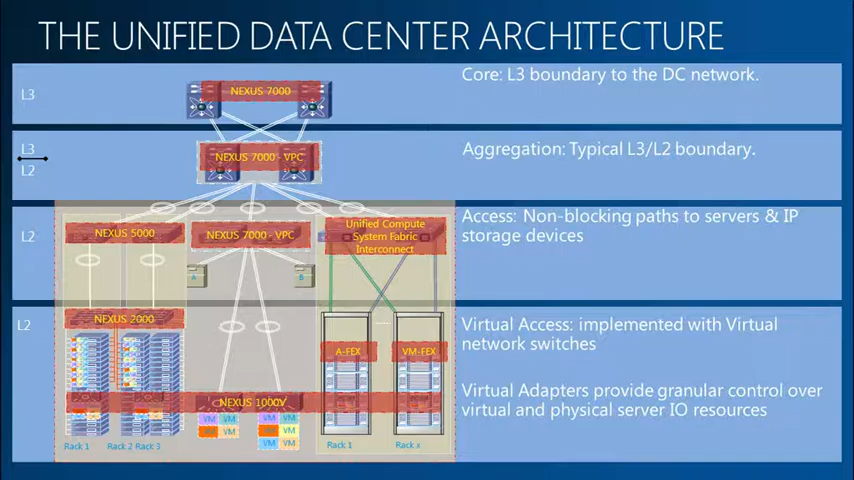 THE UNIFIED DATA CENTER ARCHITECTURE
L3
NEXUS 7000
Core: L3 boundary to the DC network.
L3
L2
NEXUS 7000 - VPC
Aggregation: Typical L3/L2 boundary.
L2
NEXUS 5000
NEXUS 7000 - VPC
Unified Compute
System Fabric
Interconnect
Access: Non-blocking paths to servers & IP
storage devices
A
B
L2
NEXUS 2000
A-FEX
VM-FEX
Virtual Access: implemented with Virtual
network switches
Virtual Adapters provide granular control over
virtual and physical server IO resources
NEXUS 1000V
VM VM VM VM
VM VM VM VM
VM VM
Rack 1
Rack 2
Rack 3
Rack 1
Rack x